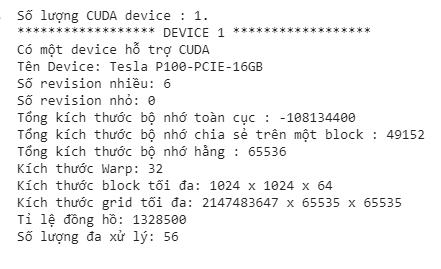 Số lượng CUDA device : 1.
****************** DEVICE 1 ******************
Có một device hỗ trợ CUDA
Tên Device: Tesla P100-PCIE-16GB
Số revision nhiều: 6
Số revision nhỏ: 0
Tổng kích thước bộ nhớ toàn cục : -108134400
Tổng kích thước bộ nhớ chia sẻ trên một block : 49152
Tổng kích thước bộ nhớ hằng : 65536
Kích thước Warp: 32
Kích thước block tối đa: 1024 x 1024 x 64
Kích thước grid tối đa: 2147483647 x 65535 x 65535
Tỉ lệ đồng hồ: 1328500
Số lượng đa xử lý: 56